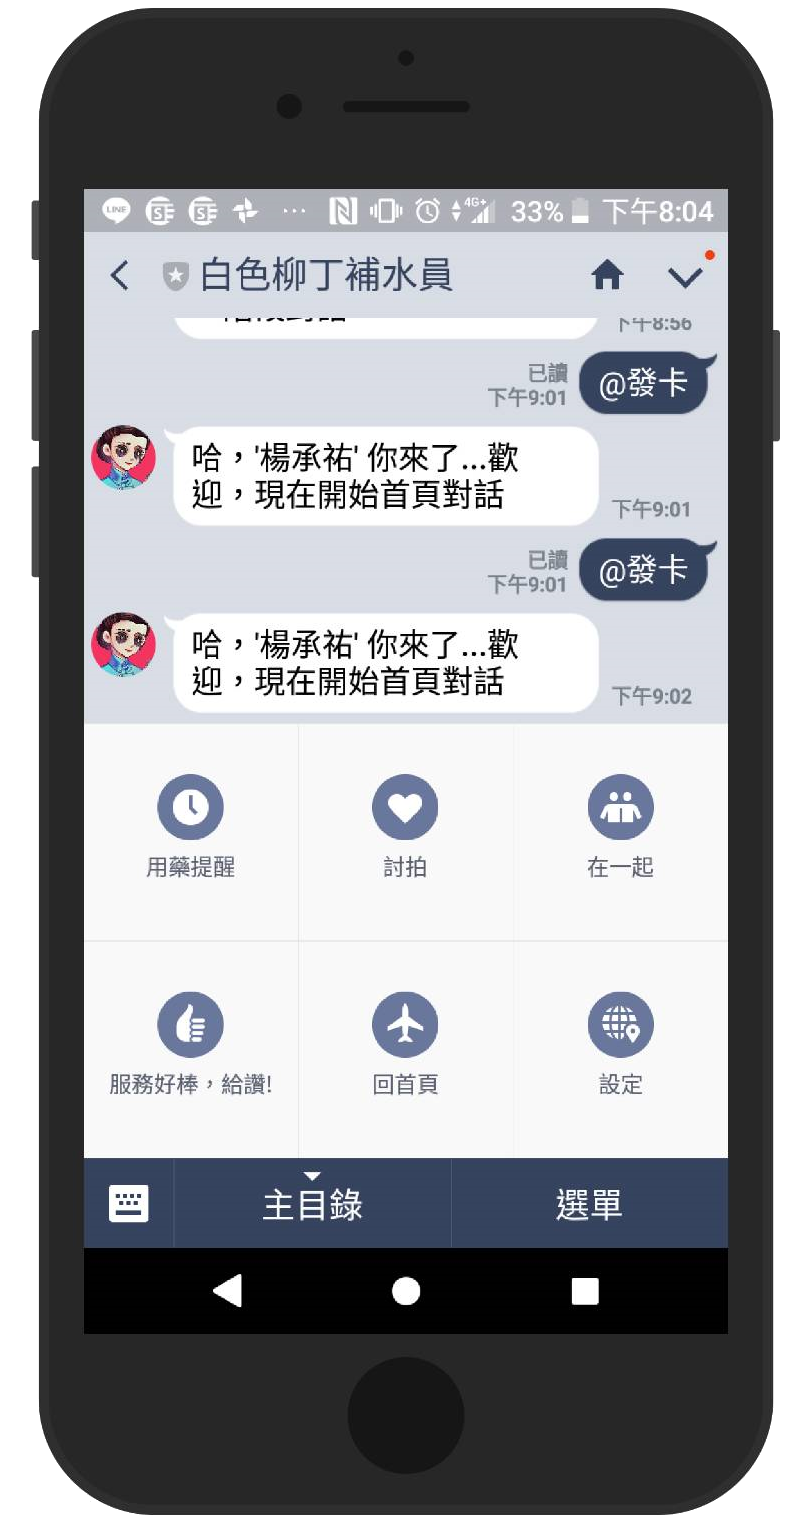 LINE
4G+
33%
下午8:04
白色柳丁補水員
下午8:56
已讀
下午9:01
@發卡
哈，'楊承祐' 你來了...歡
迎，現在開始首頁對話
下午9:01
已讀
下午9:01
@發卡
哈，'楊承祐' 你來了...歡
迎，現在開始首頁對話
下午9:02
用藥提醒
討拍
在一起
服務好棒，給讚!
回首頁
設定
主目錄
選單